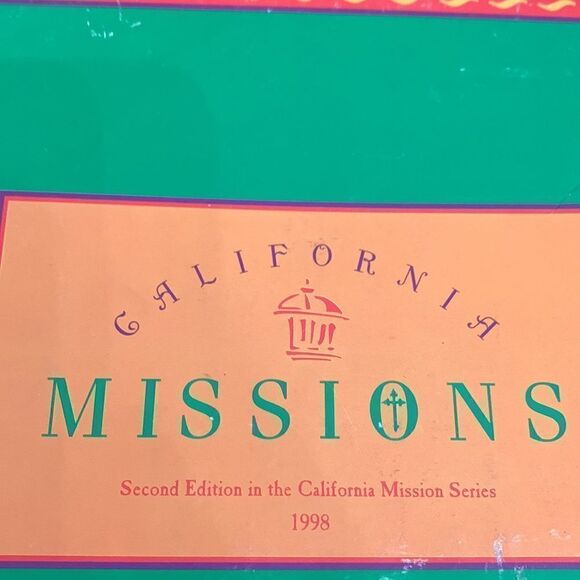 CALIFORNIA
MISSIONS
Second Edition in the California Mission Series
1998